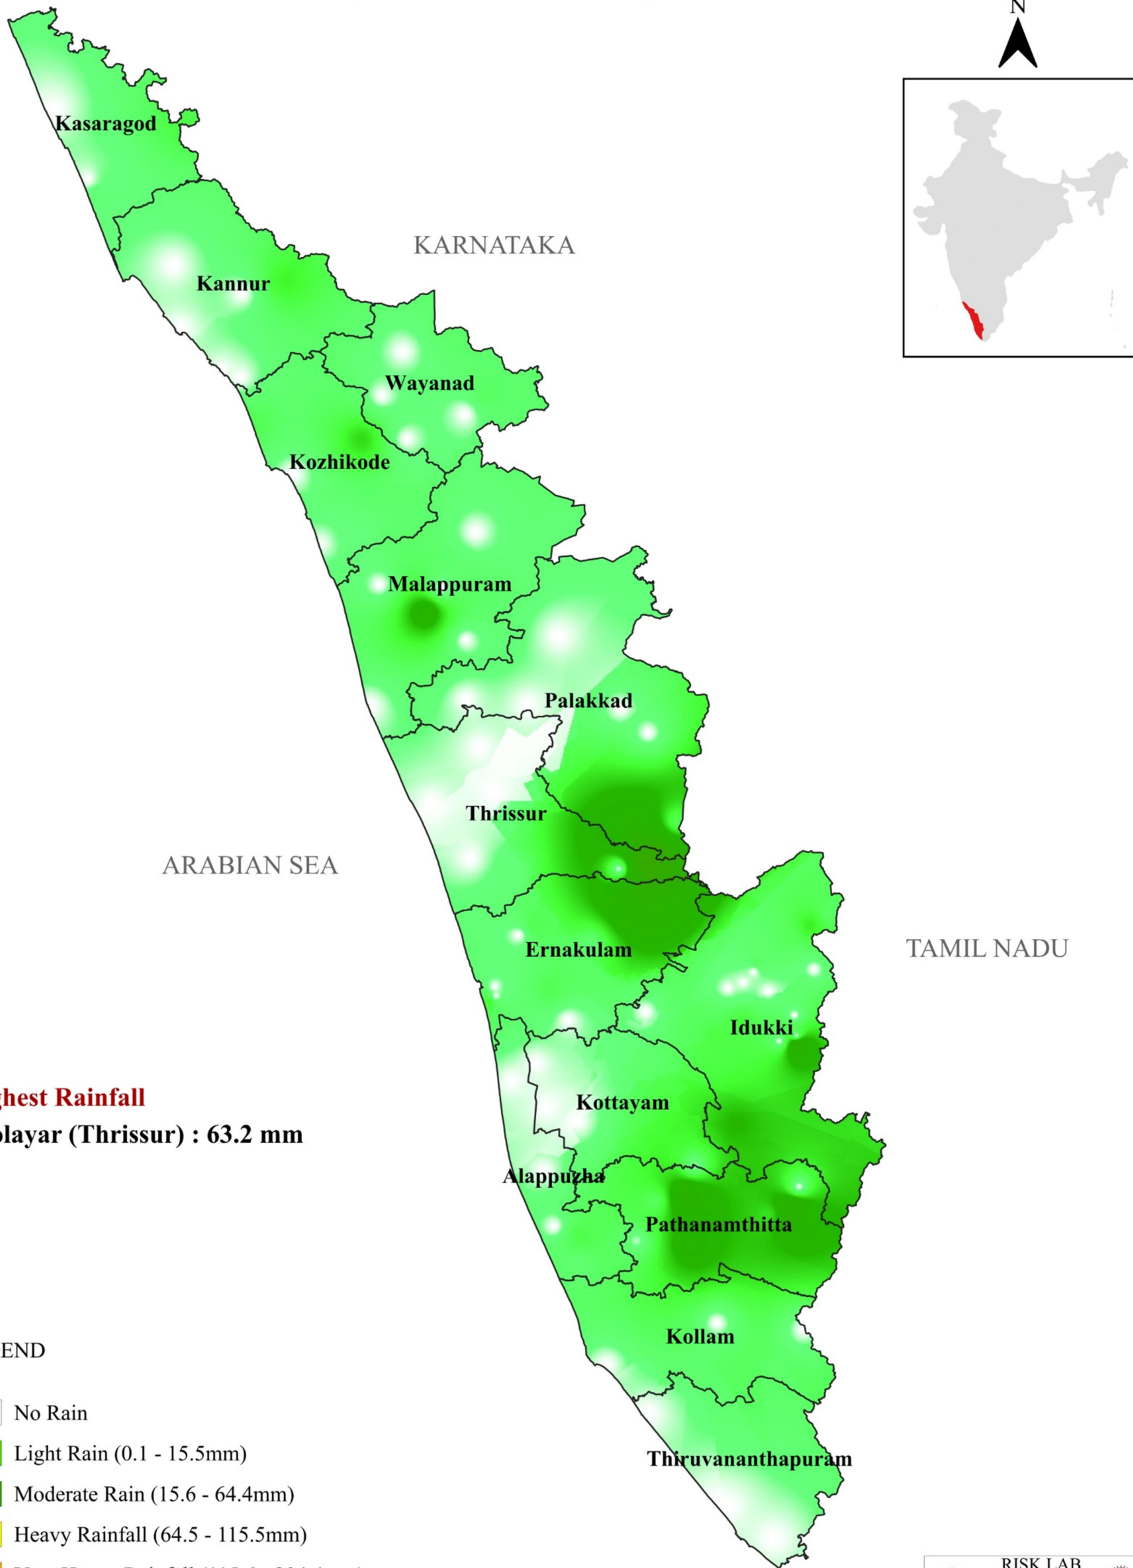 N
Kasaragod
KARNATAKA
Kannur
Wayanad
Kozhikode
Malappuram
Palakkad
Thrissur
ARABIAN SEA
Ernakulam
TAMIL NADU
Idukki
ghest Rainfall
Kottayam
olayar (Thrissur) : 63.2 mm
Alappuzha
Pathanamthitta
Kollam
END
No Rain
Light Rain (0.1 - 15.5mm)
Thiruvananthapuram
Moderate Rain (15.6 - 64.4mm)
Heavy Rainfall (64.5 - 115.5mm)
RISK LAB